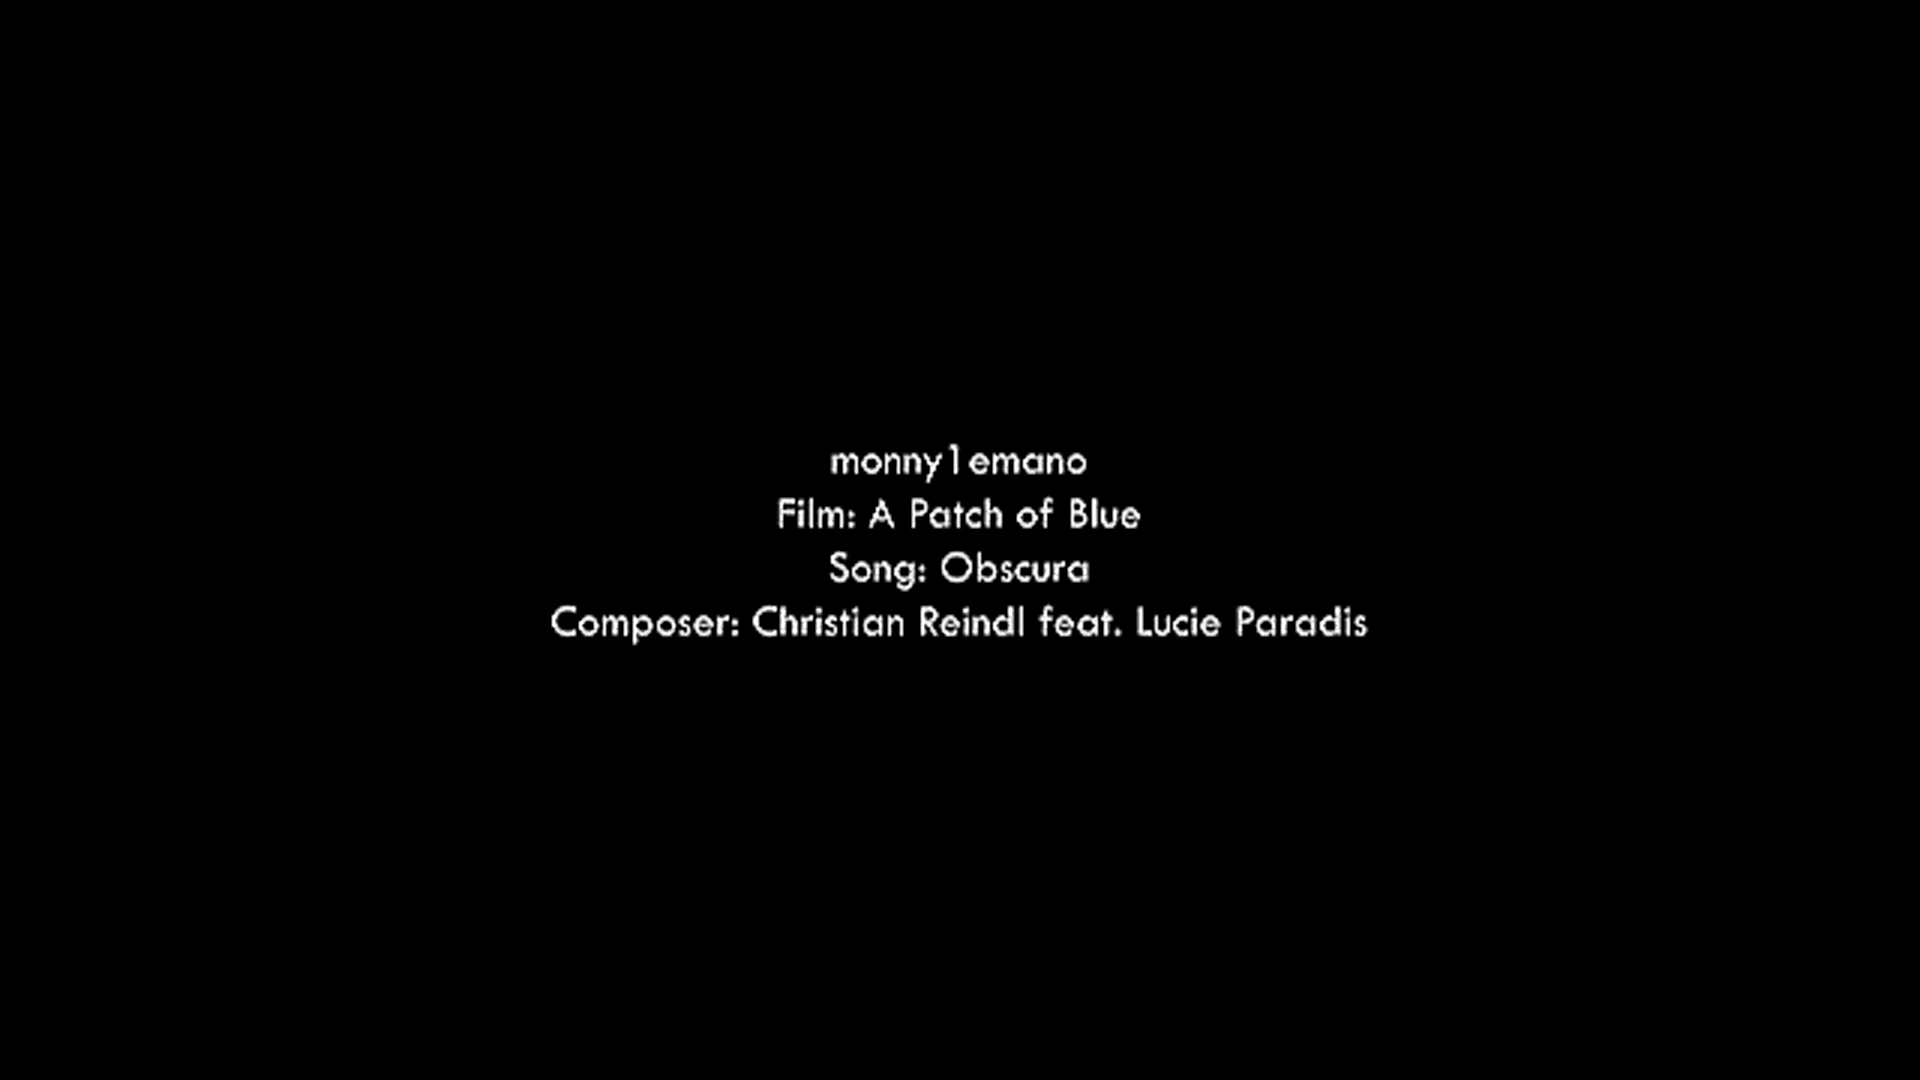 monny1emano
Film: A Patch of Blue
Song: Obscura
Composer: Christian Reindl feat. Lucie Paradis